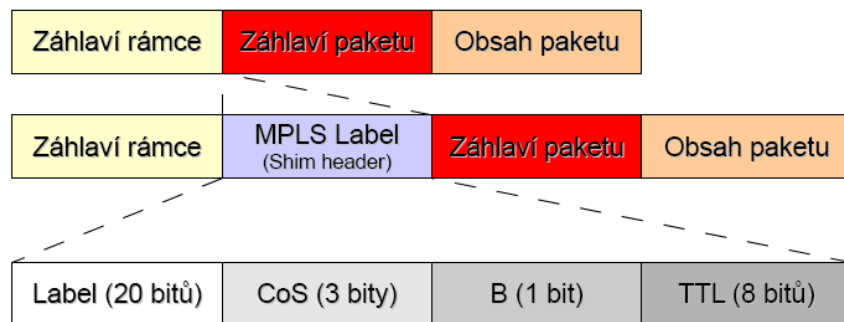 Záhlaví rámce Záhlaví paketu Obsah paketu
Záhlaví rámce MPLS Label Záhlaví paketu Obsah paketu
(Shim header)
Label (20 bitů) CoS (3 bity) B (1 bit) TTL (8 bitů)